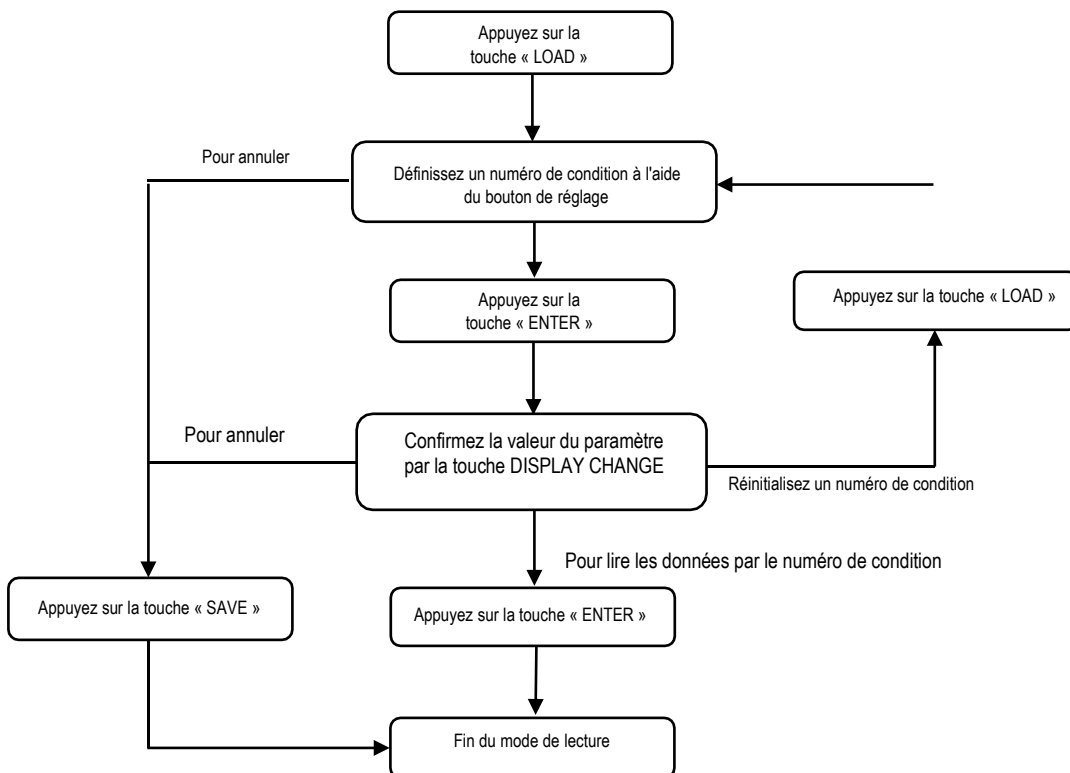 Appuyez sur la
touche « LOAD »
Pour annuler
Définissez un numéro de condition à l'aide
du bouton de réglage
Appuyez sur la
touche « ENTER »
Appuyez sur la touche « LOAD »
Pour annuler
Confirmez la valeur du paramètre
par la touche DISPLAY CHANGE
Réinitialisez un numéro de condition
Pour lire les données par le numéro de condition
Appuyez sur la touche « SAVE »
Appuyez sur la touche « ENTER »
Fin du mode de lecture